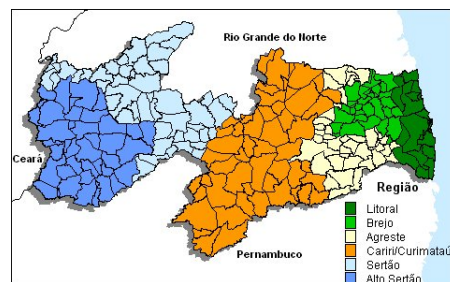 Rio Grande do Norte
Ceará
Pernambuco
Região
Litoral
Brejo
Agreste
Cariri/Curimataú
Sertão
Alto Sertão